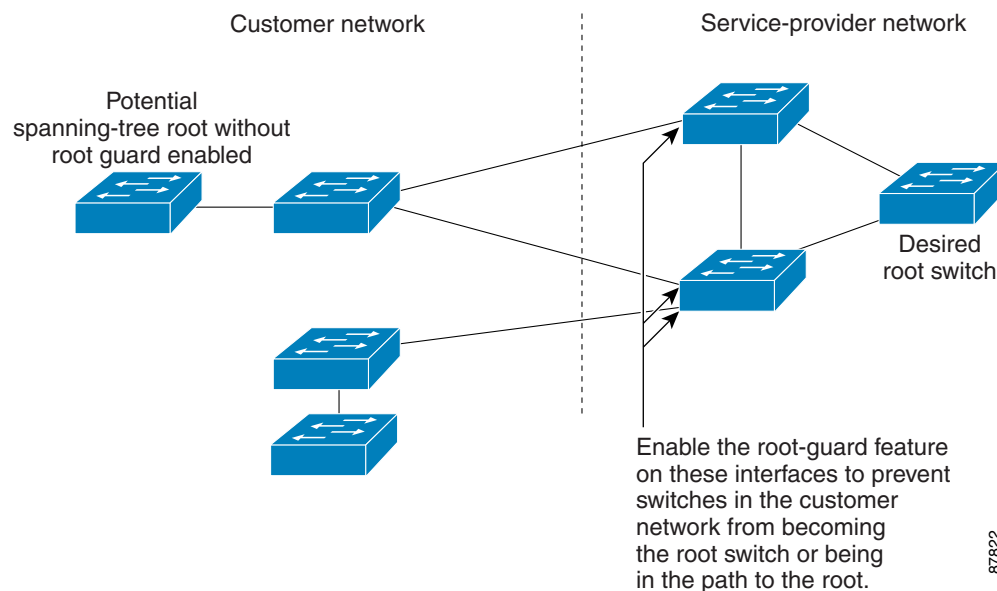 Customer network
Service-provider network
Potential
spanning-tree root without
root guard enabled
Desired
root switch
Enable the root-guard feature
on these interfaces to prevent
switches in the customer
network from becoming
the root switch or being
in the path to the root.
87822